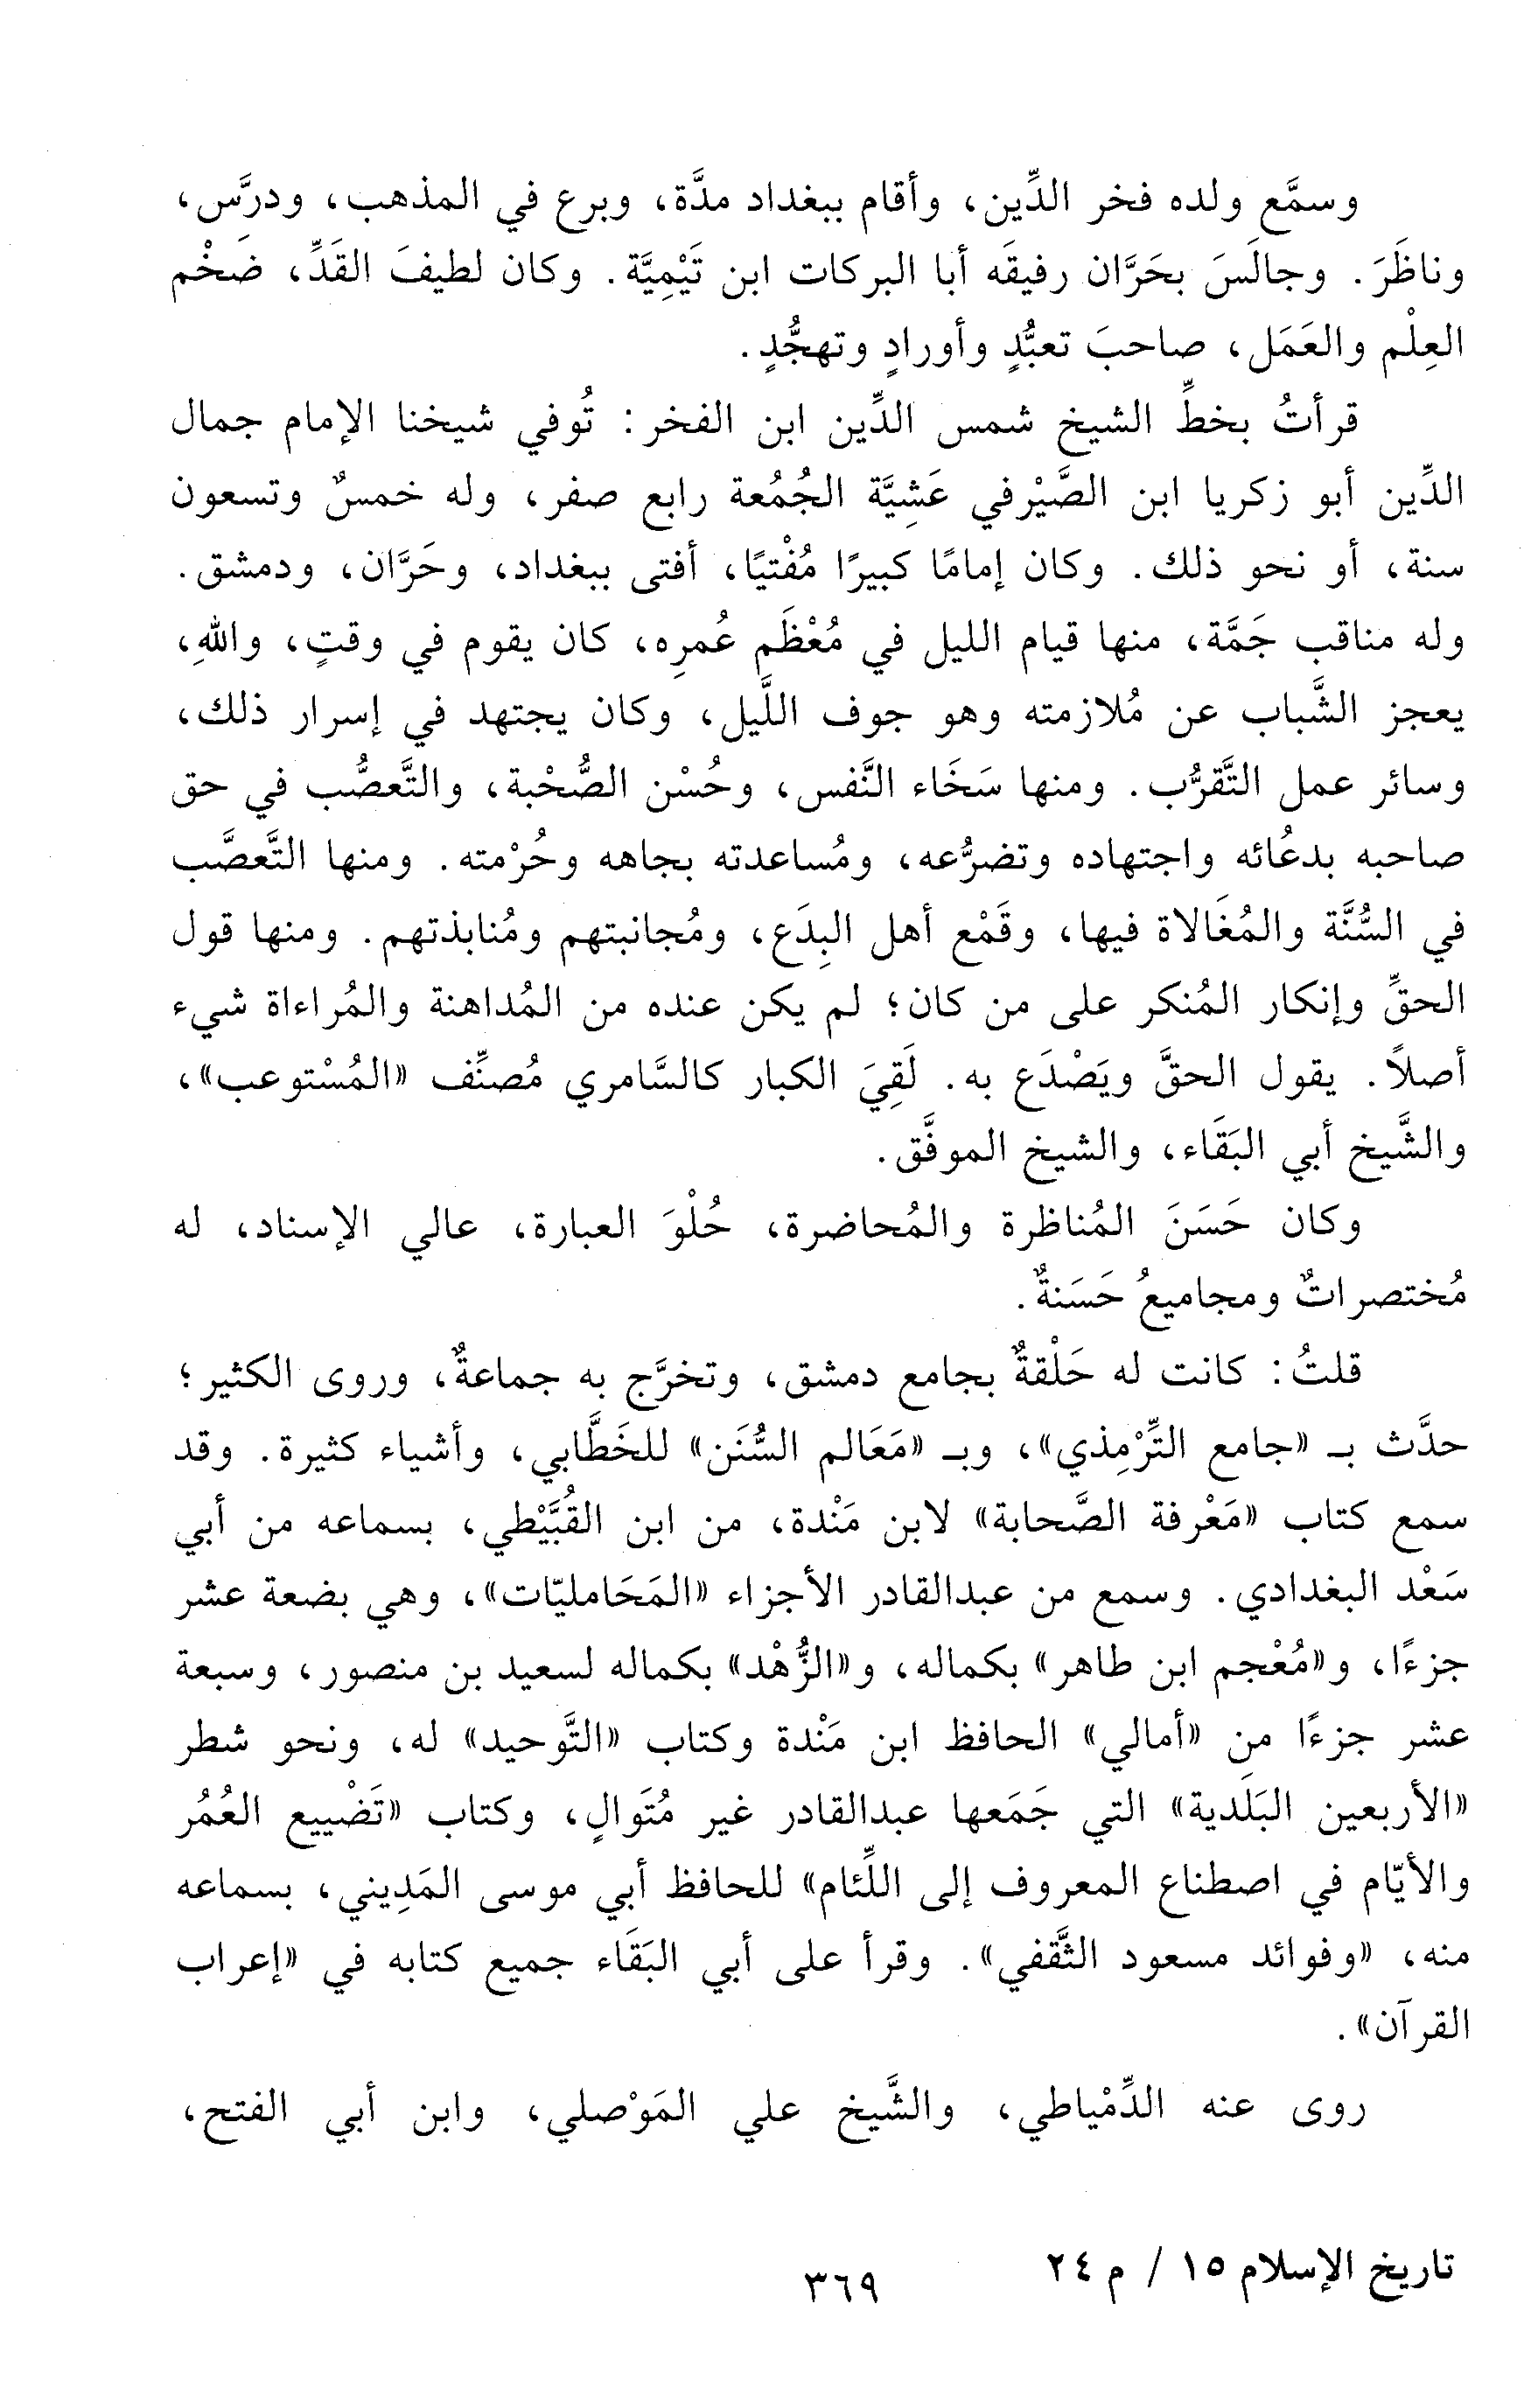 وسمَّع ولده فخر الدِّين، وأقام ببغداد مدَّة، وبرع في المذهب، ودرَّس،
وناظَرَ. وجالَسَ بحَرَّان رفيقَه أبا البركات ابن تَيْمِيَّة. وكان لطيفَ القَدِّ، ضَخْم
العِلْم والعَمَل، صاحبَ تعبُّدٍ وأورادٍ وتهجُّدٍ.
قرأتُ بخطِّ الشيخ شمس الدِّين ابن الفخر: تُوفي شيخنا الإمام جمال
الدِّين أبو زكريا ابن الصَّيْرفي عَشِيَّة الجُمُعة رابع صفر، وله خمسٌ وتسعون
سنة، أو نحو ذلك. وكان إمامًا كبيرًا مُفْتيًا، أفتى ببغداد، وحَرَّان، ودمشق.
وله مناقب جَمَّة، منها قيام الليل في مُعْظَم عُمرِه، كان يقوم في وقتٍ، واللهِ،
يعجز الشَّباب عن مُلازمته وهو جوف اللَّيل، وكان يجتهد في إسرار ذلك،
وسائر عمل التَّقرُّب. ومنها سَخَاء النَّفس، وحُسْن الصُّحْبة، والتَّعصُّب في حق
صاحبه بدعُائه واجتهاده وتضرُّعه، ومُساعدته بجاهه وحُرْمته. ومنها التَّعصَّب
في السُّنَّة والمُغَالاة فيها، وقَمْع أهل البِدَع، ومُجانبتهم ومُنابذتهم. ومنها قول
الحقِّ وإنكار المُنكر على من كان؛ لم يكن عنده من المُداهنة والمُراءاة شيء
أصلاً. يقول الحقَّ ويَصْدَع به. لَقِيَ الكبار كالسَّامري مُصنِّف «المُسْتوعب»،
والشَّيخ أبي البَقَاء، والشيخ الموفَّق.
وكان حَسَنَ المُناظرة والمُحاضرة، حُلْوَ العبارة، عالي الإسناد، له
مُختصراتٌ ومجاميعُ حَسَنةٌ.
قلتُ: كانت له حَلْقةٌ بجامع دمشق، وتخرَّج به جماعةٌ، وروى الكثير؛
حدَّث بـ «جامع التِّرْمِذي»، وبـ «مَعَالم السُّنَن» للخَطَّابي، وأشياء كثيرة. وقد
سمع كتاب «مَعْرفة الصَّحابة» لابن مَنْدة، من ابن القُبَّيْطي، بسماعه من أبي
سَعْد البغدادي. وسمع من عبدالقادر الأجزاء «المَحَامليّات»، وهي بضعة عشر
جزءًا، و«مُعْجم ابن طاهر» بكماله، و«الزُّهْد» بكماله لسعيد بن منصور، وسبعة
عشر جزءًا من «أمالي» الحافظ ابن مَنْدة وكتاب «التَّوحيد» له، ونحو شطر
«الأربعين البَلَدية» التي جَمَعها عبدالقادر غير مُتَوالٍ، وكتاب «تَضْييع العُمُر
والأيّام في اصطناع المعروف إلى اللِّئام» للحافظ أبي موسى المَدِيني، بسماعه
منه، «وفوائد مسعود الثَّقفي». وقرأ على أبي البَقَاء جميع كتابه في «إعراب
القرآن».
روى عنه الدِّمْياطي، والشَّيخ علي المَوْصلي، وابن أبي الفتح،
تاريخ الإسلام ١٥ / م ٢٤
٣٦٩